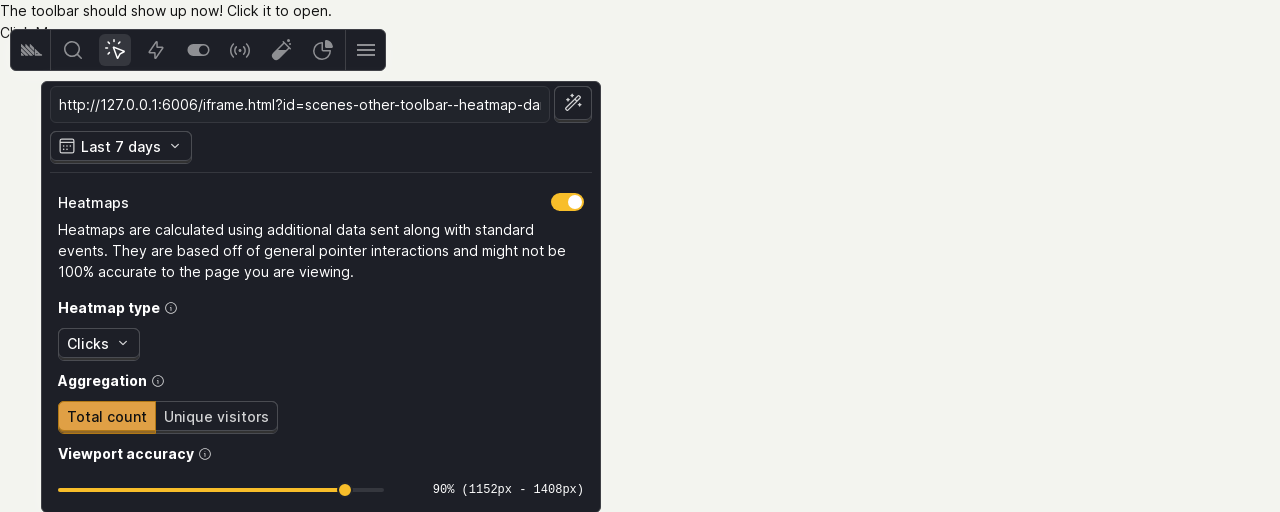 The toolbar should show up now! Click it to open.
http://127.0.0.1:6006/iframe.html?id=scenes-other-toolbar--heatmap-da
Last 7 days
Heatmaps
Heatmaps are calculated using additional data sent along with standard
events. They are based off of general pointer interactions and might not be
100% accurate to the page you are viewing.
Heatmap type
Clicks
Aggregation
Total count Unique visitors
Viewport accuracy
90% (1152px - 1408px)